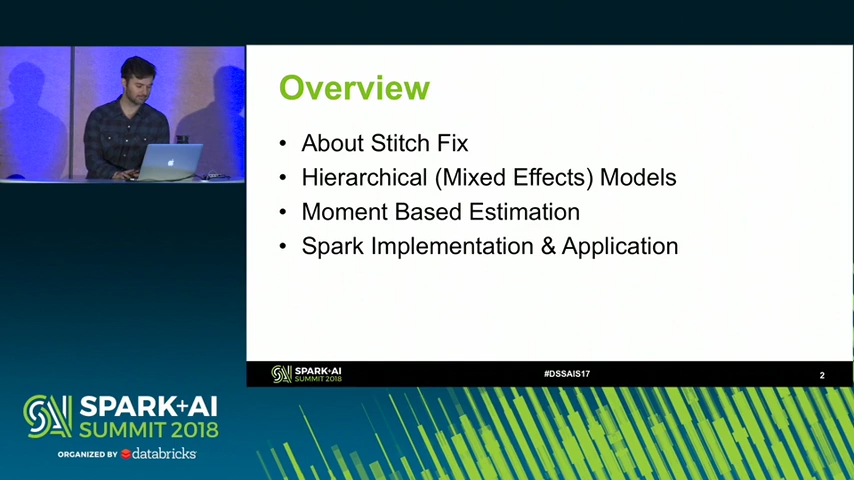 Overview
• About Stitch Fix
• Hierarchical (Mixed Effects) Models
• Moment Based Estimation
• Spark Implementation & Application
SPARK+AI
SUMMIT 2018
#DSSAIS17
2
SPARK+AI
SUMMIT 2018
ORGANIZED BY databricks